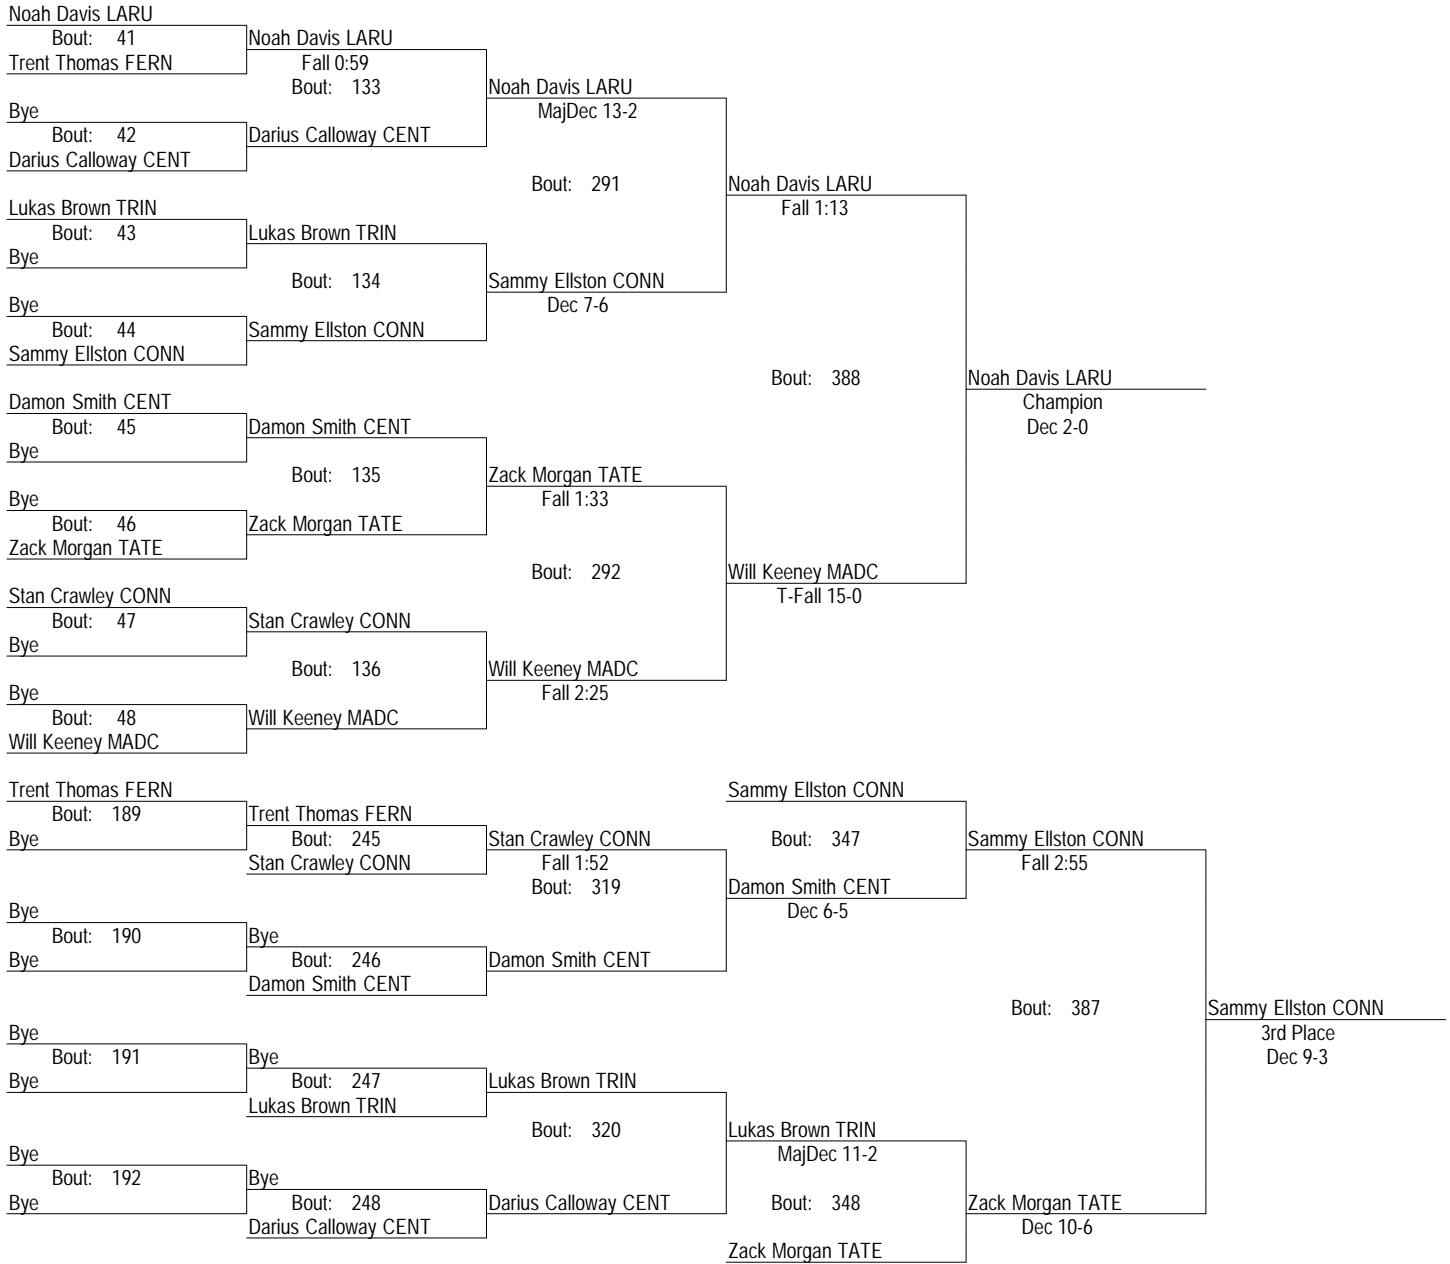 Noah Davis LARU
Bout: 41
Trent Thomas FERN
Noah Davis LARU
Fall 0:59
Bout: 133
Noah Davis LARU
MajDec 13-2
Bye
Bout: 42
Darius Calloway CENT
Darius Calloway CENT
Bout: 291
Noah Davis LARU
Fall 1:13
Lukas Brown TRIN
Bout: 43
Bye
Lukas Brown TRIN
Bout: 134
Sammy Ellston CONN
Dec 7-6
Bye
Bout: 44
Sammy Ellston CONN
Sammy Ellston CONN
Bout: 388
Noah Davis LARU
Champion
Dec 2-0
Damon Smith CENT
Bout: 45
Bye
Damon Smith CENT
Bout: 135
Zack Morgan TATE
Fall 1:33
Bye
Bout: 46
Zack Morgan TATE
Zack Morgan TATE
Bout: 292
Will Keeney MADC
T-Fall 15-0
Stan Crawley CONN
Bout: 47
Bye
Stan Crawley CONN
Bout: 136
Will Keeney MADC
Fall 2:25
Bye
Bout: 48
Will Keeney MADC
Will Keeney MADC
Trent Thomas FERN
Bout: 189
Bye
Trent Thomas FERN
Bout: 245
Stan Crawley CONN
Stan Crawley CONN
Fall 1:52
Bout: 319
Sammy Ellston CONN
Bout: 347
Damon Smith CENT
Dec 6-5
Sammy Ellston CONN
Fall 2:55
Bye
Bout: 190
Bye
Bye
Bout: 246
Damon Smith CENT
Damon Smith CENT
Bout: 387
Sammy Ellston CONN
3rd Place
Dec 9-3
Bye
Bout: 191
Bye
Bye
Bout: 247
Lukas Brown TRIN
Lukas Brown TRIN
Bout: 320
Lukas Brown TRIN
MajDec 11-2
Bye
Bout: 192
Bye
Bye
Bout: 248
Darius Calloway CENT
Darius Calloway CENT
Bout: 348
Zack Morgan TATE
Zack Morgan TATE
Dec 10-6